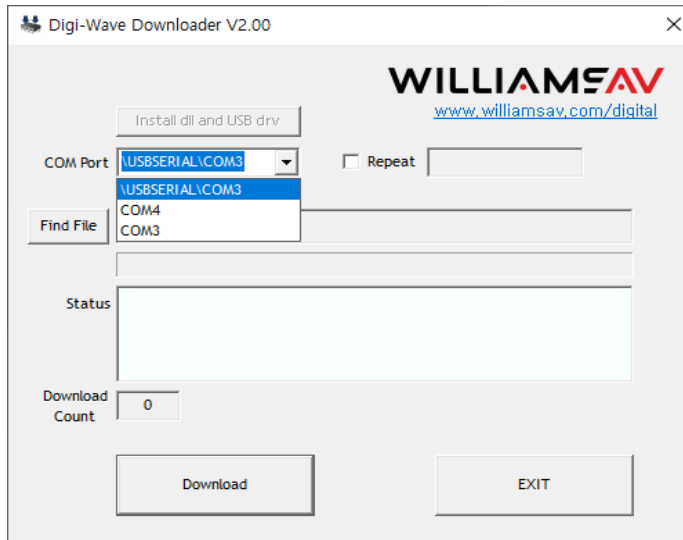 Digi-Wave Downloader V2.00
WILLIAMSAV
www.williamsav.com/digital
Install dll and USB drv
COM Port
\USBSERIAL\COM3
Repeat
\USBSERIAL\COM3
COM4
COM3
Find File
Status
Download
Count
0
Download
EXIT